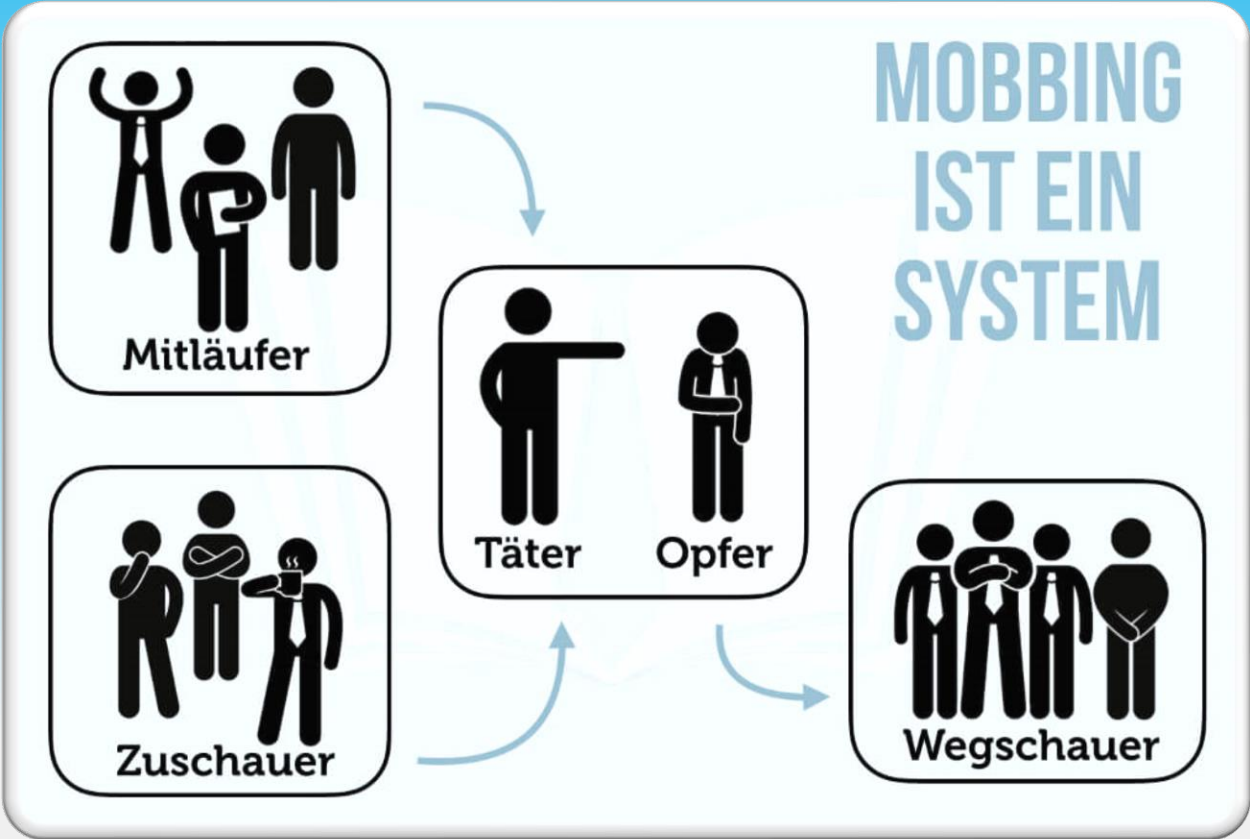 MOBBING
IST EIN
SYSTEM
Mitläufer
Täter
Opfer
Zuschauer
Wegschauer